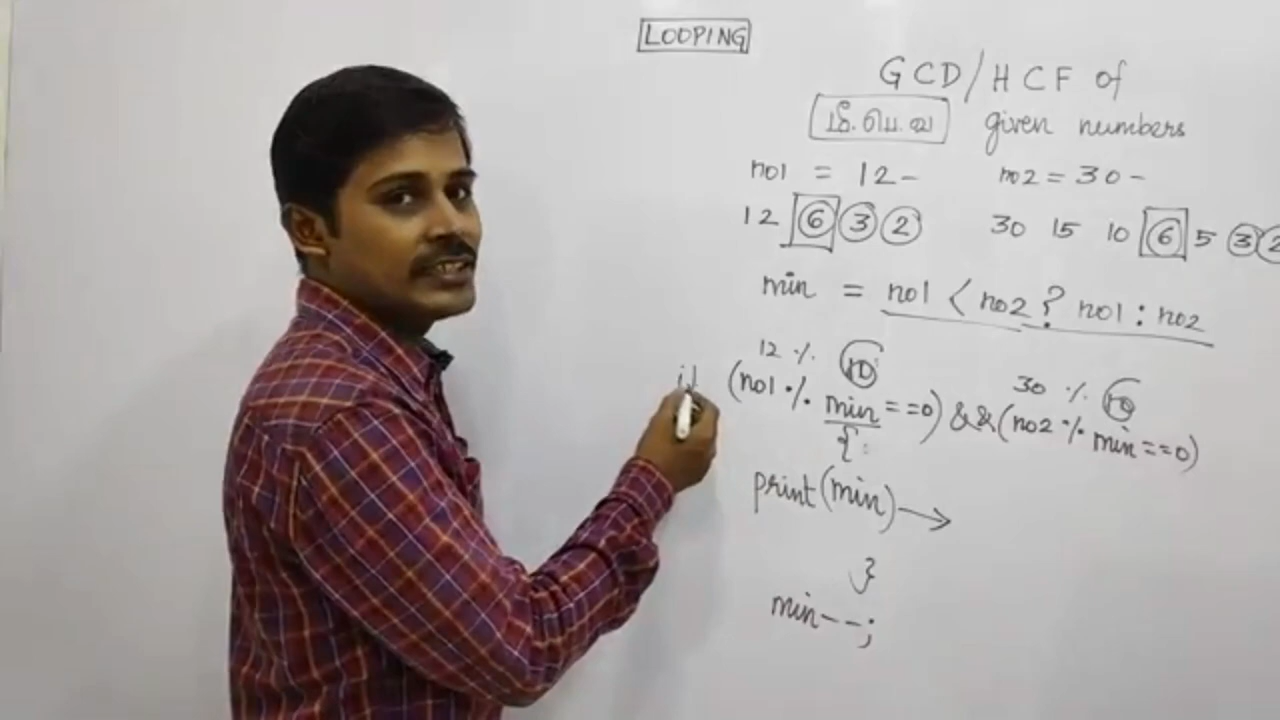 LOOPING
GCD/HCF of
மீ.பெ.வ given numbers
no1 = 12 - no2 = 30 -
12 6 3 2 30 15 10 6 5 3 2
min = no1 < no2 ? no1 : no2
12 % 10 30 % 10
if (no1 % min == 0) && (no2 % min == 0)
{
print(min) →
}
min--;